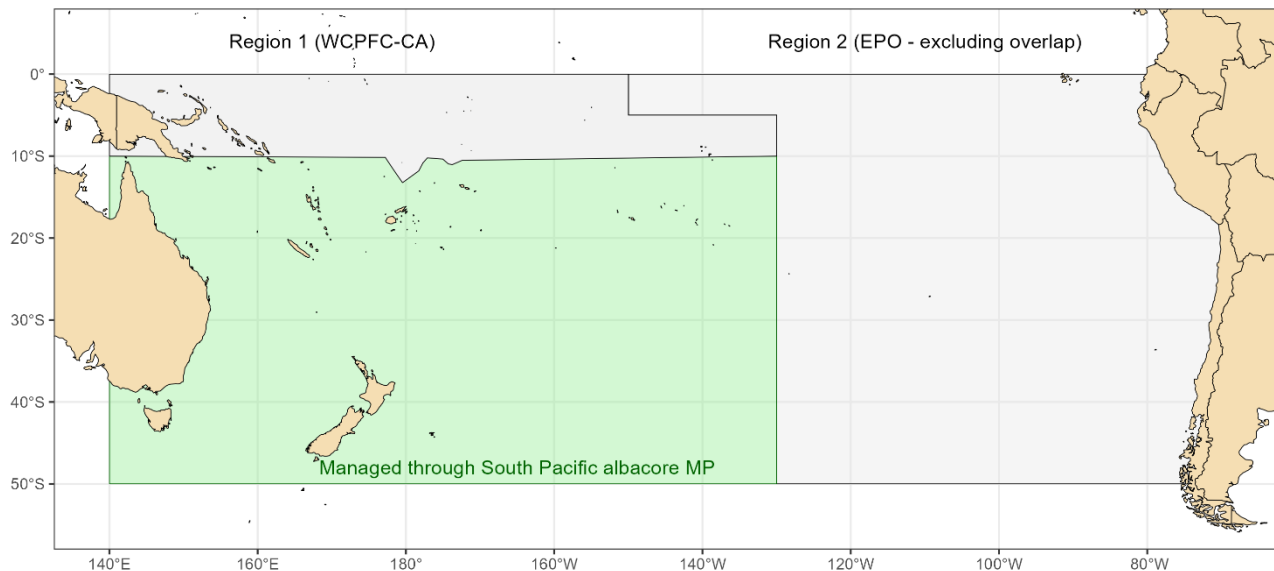 Region 1 (WCPFC-CA)
Region 2 (EPO - excluding overlap)
0°
10°S
20°S
30°S
40°S
50°S
Managed through South Pacific albacore MP
140°E
160°E
180°
160°W
140°W
120°W
100°W
80°W